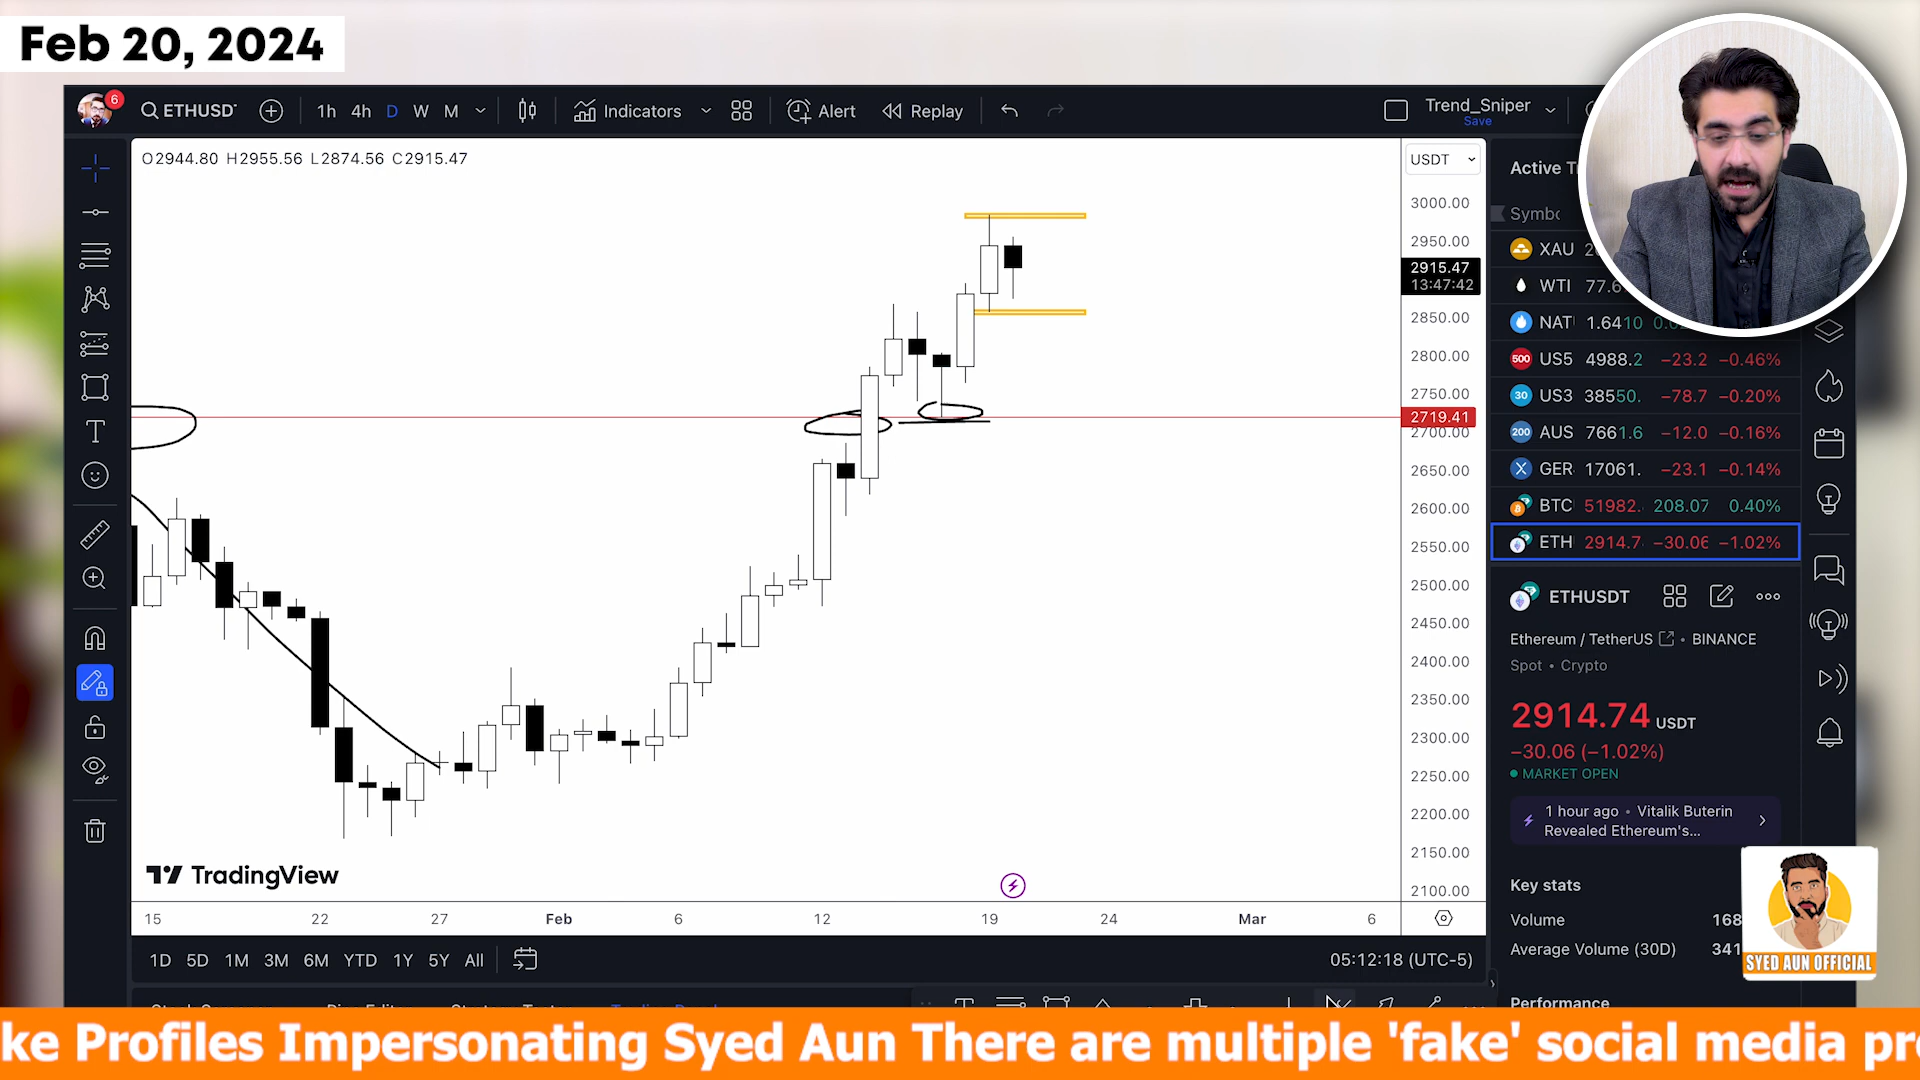 Feb 20, 2024
6
ETHUSDT
1h 4h D W M
Indicators
Alert
Replay
Trend_Sniper
Save
O2944.80 H2955.56 L2874.56 C2915.47
USDT
3000.00
2950.00
2915.47
13:47:42
2850.00
2800.00
2750.00
2719.41
2700.00
2650.00
2600.00
2550.00
2500.00
2450.00
2400.00
2350.00
2300.00
2250.00
2200.00
2150.00
2100.00
TradingView
15 22 27 Feb 6 12 19 24 Mar 6
1D 5D 1M 3M 6M YTD 1Y 5Y All
05:12:18 (UTC-5)
Active
XAU
WTI 77.6
NAT 1.6410
500 US5 4988.2 −23.2 −0.46%
30 US3 38550. −78.7 −0.20%
200 AUS 7661.6 −12.0 −0.16%
GER 17061. −23.1 −0.14%
BTC 51982. 208.07 0.40%
ETH 2914.7 −30.06 −1.02%
ETHUSDT
Ethereum / TetherUS • BINANCE
Spot • Crypto
2914.74 USDT
−30.06 (−1.02%)
MARKET OPEN
1 hour ago • Vitalik Buterin
Revealed Ethereum's...
Key stats
Volume 168
Average Volume (30D) 341
Performance
SYED AUN OFFICIAL
ke Profiles Impersonating Syed Aun There are multiple 'fake' social media pr